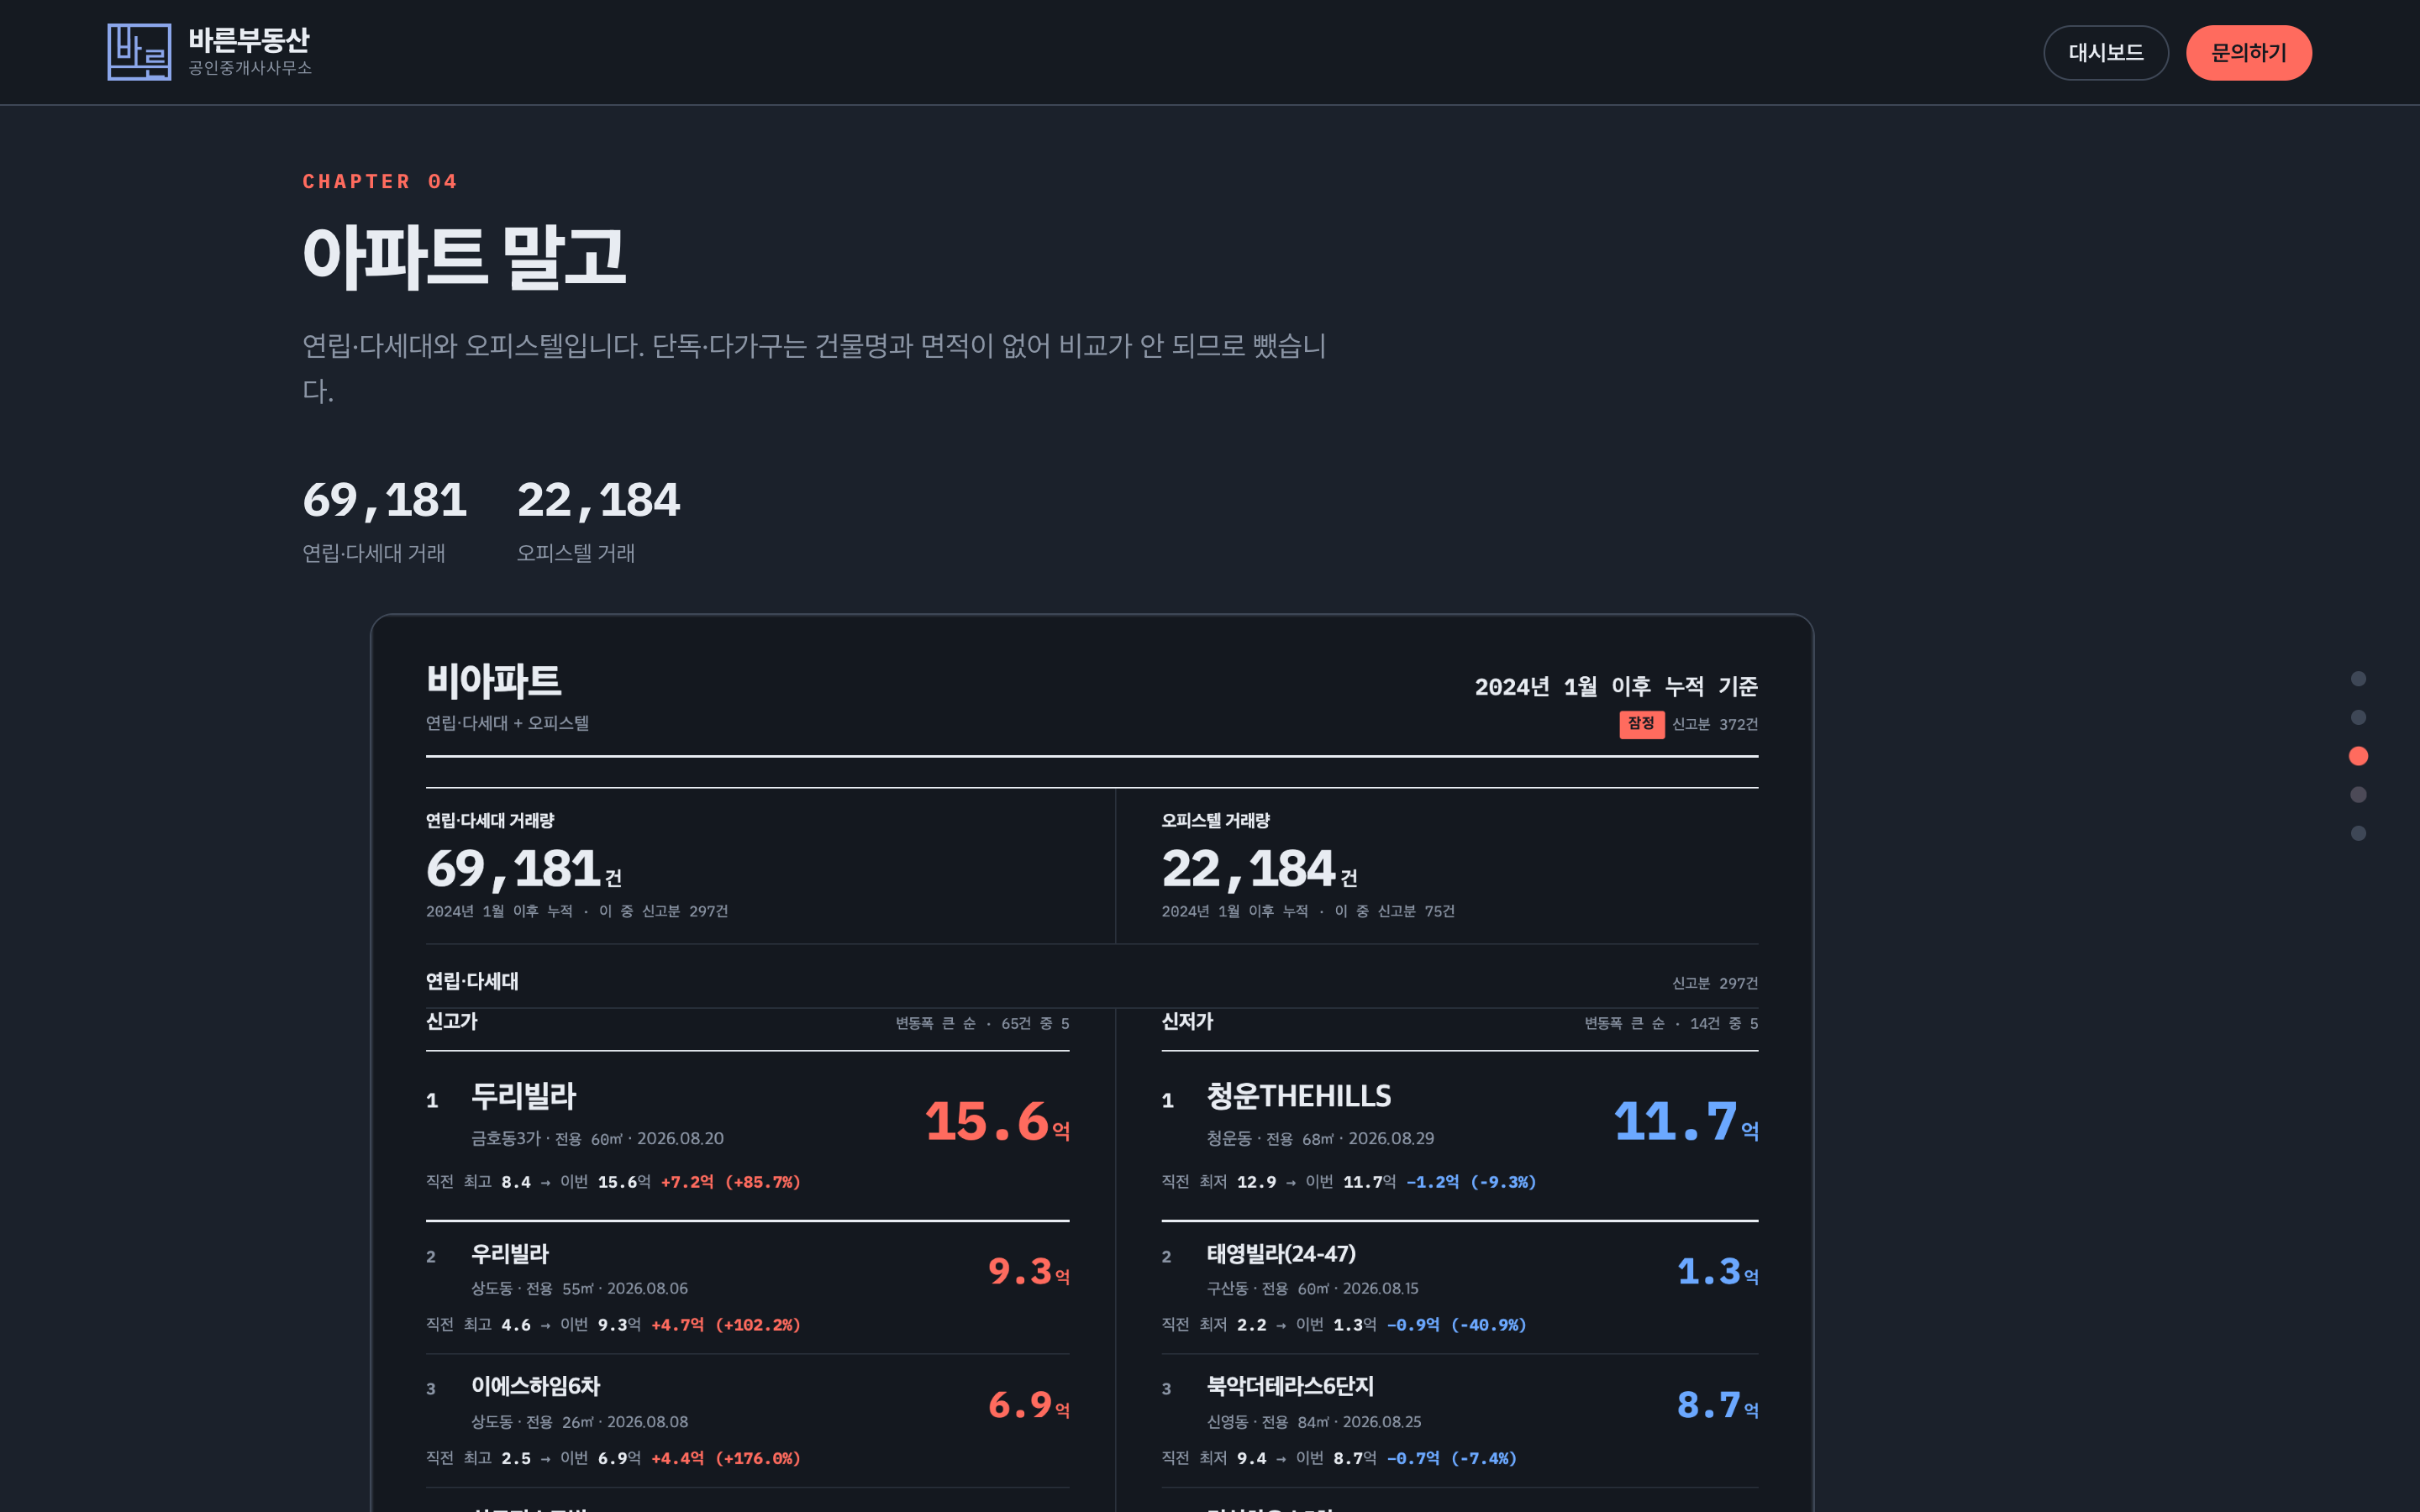 바른
바른부동산
공인중개사사무소
대시보드
문의하기
CHAPTER 04
아파트 말고
연립·다세대와 오피스텔입니다. 단독·다가구는 건물명과 면적이 없어 비교가 안 되므로 뺐습니
다.
69,181
22,184
연립·다세대 거래
오피스텔 거래
비아파트
2024년 1월 이후 누적 기준
연립·다세대 + 오피스텔
잠정 신고분 372건
연립·다세대 거래량
69,181건
2024년 1월 이후 누적 · 이 중 신고분 297건
오피스텔 거래량
22,184건
2024년 1월 이후 누적 · 이 중 신고분 75건
연립·다세대
신고분 297건
신고가
변동폭 큰 순 · 65건 중 5
1 두리빌라
15.6억
금호동3가 · 전용 60㎡ · 2026.08.20
직전 최고 8.4 → 이번 15.6억 +7.2억 (+85.7%)
2 우리빌라
9.3억
상도동 · 전용 55㎡ · 2026.08.06
직전 최고 4.6 → 이번 9.3억 +4.7억 (+102.2%)
3 이에스하임6차
6.9억
상도동 · 전용 26㎡ · 2026.08.08
직전 최고 2.5 → 이번 6.9억 +4.4억 (+176.0%)
신저가
변동폭 큰 순 · 14건 중 5
1 청운THEHILLS
11.7억
청운동 · 전용 68㎡ · 2026.08.29
직전 최저 12.9 → 이번 11.7억 −1.2억 (-9.3%)
2 태영빌라(24-47)
1.3억
구산동 · 전용 60㎡ · 2026.08.15
직전 최저 2.2 → 이번 1.3억 −0.9억 (-40.9%)
3 북악더테라스6단지
8.7억
신영동 · 전용 84㎡ · 2026.08.25
직전 최저 9.4 → 이번 8.7억 −0.7억 (-7.4%)